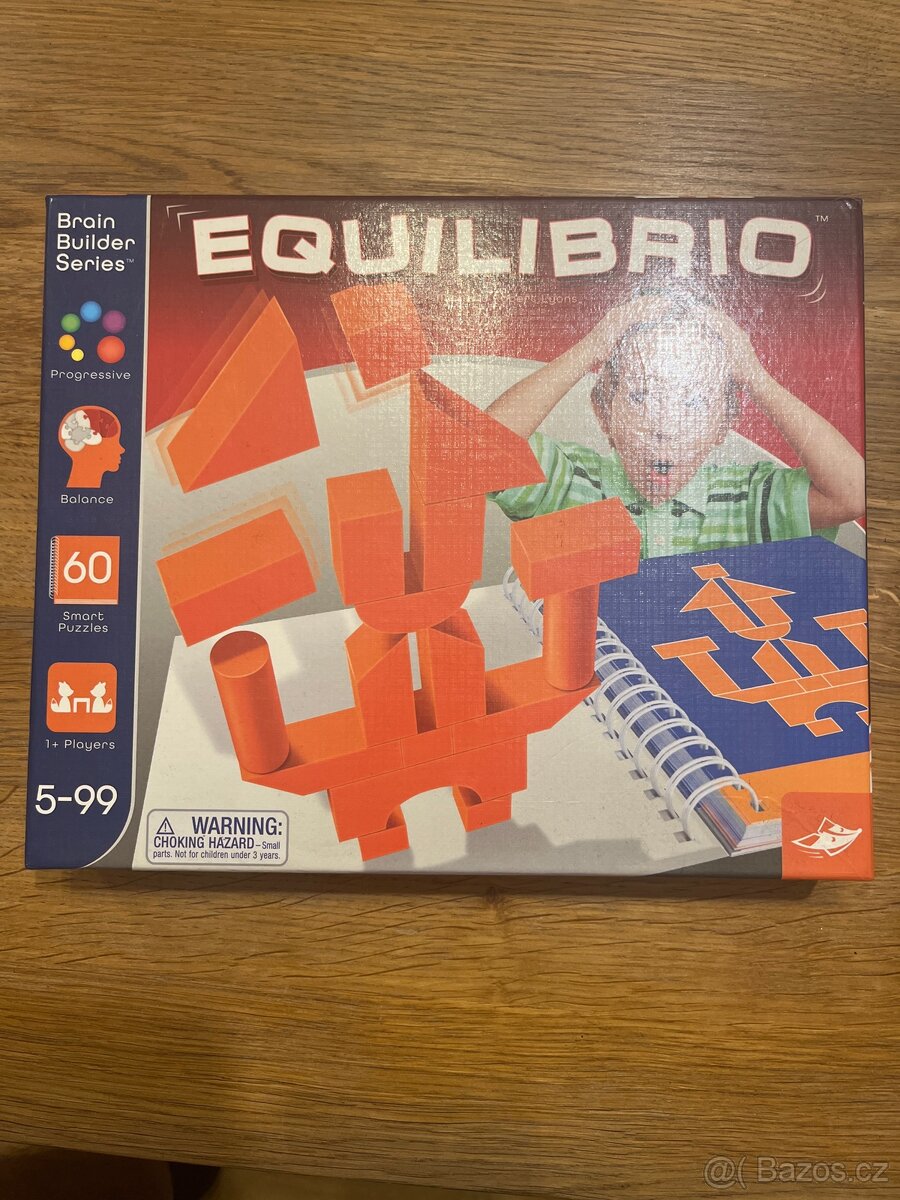 Brain
Builder
Series™
EQUILIBRIO™
Lyons
Progressive
Balance
60
Smart
Puzzles
1+ Players
5-99
WARNING:
CHOKING HAZARD—Small
parts. Not for children under 3 years.
@( Bazos.cz